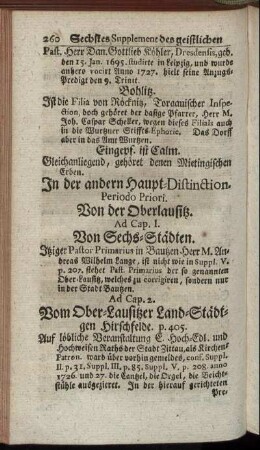 260 Sechstes Supplement des geistlichen
Past. Herr Dan. Gottlieb Köhler, Dresdensis, geb.
den 15. Jan. 1695. studirte in Leipzig, und wurde
anhero vocirt Anno 1727. hielt seine Anzugs-
Predigt den 9. Trinit.
Böhlitz.
Ist die Filia von Röcknitz, Torgauischer Inspe-
ction, doch gehöret der dasige Pfarrer, Herr M.
Joh. Caspar Scheller, wegen dieses Filials auch
in die Wurtzner Stiffts-Ephorie. Das Dorff
aber in das Amt Wurtzen.
Eingepf. ist Calm.
Gleichanliegend, gehöret denen Mietingischen
Erben.
In der andern Haupt-Distinction.
Periodo Priori.
Von der Oberlausitz.
Ad Cap. I.
Von Sechs-Städten.
Itziger Pastor Primarius in Bautzen Herr M. An-
dreas Wilhelm Lange, ist nicht wie in Suppl. V.
p. 207. stehet Past. Primarius der so genannten
Ober-Lausitz, welches zu corrigiren, sondern nur
in der Stadt Bautzen.
Ad Cap. 2.
Vom Ober-Lausitzer Land-Städt-
gen Hirschfelde. p. 405.
Auf löbliche Veranstaltung E. Hoch-Edl. und
Hochweisen Raths der Stadt Zittau, als Kirchen-
Patron. ward über vorhin gemeldes, conf. Suppl.
II. p. 31. Suppl. III. p. 85. Suppl. V. p. 208. anno
1726. und 27. die Cantzel, die Orgel, die Beicht-
stühle ausgezieret. In der hierauf gerichteten
Pre-